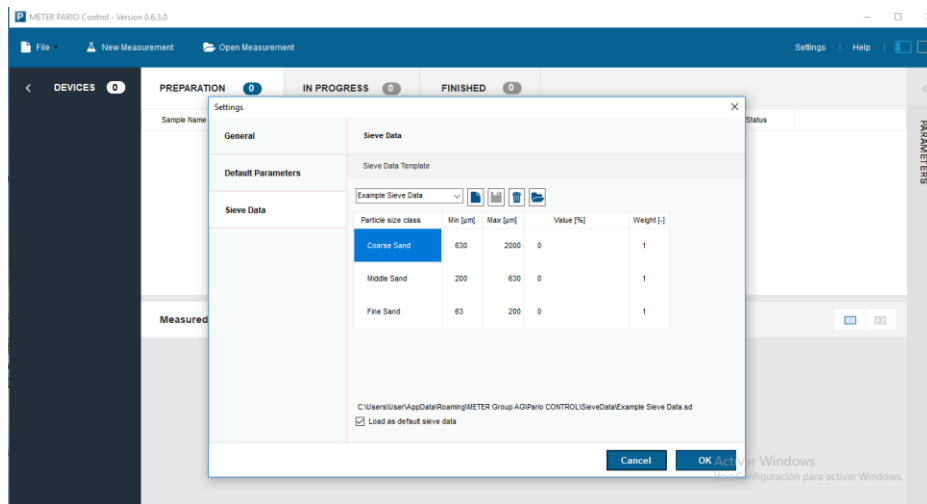 METER PARIO Control - Version 0.6.3.0
File New Measurement Open Measurement Settings Help
DEVICES 0 PREPARATION 0 IN PROGRESS 0 FINISHED 0
PARAMETERS
Sample Name Status
Settings
General
Default Parameters
Sieve Data
Sieve Data
Sieve Data Template
Example Sieve Data
Particle size class Min [µm] Max [µm] Value [%] Weight [-]
Coarse Sand 630 2000 0 1
Middle Sand 200 630 0 1
Fine Sand 63 200 0 1
Measured
C:\Users\User\AppData\Roaming\METER Group AG\Pario CONTROL\SieveData\Example Sieve Data.sd
Load as default sieve data
Cancel OK
Activar Windows
Configuración para activar Windows.